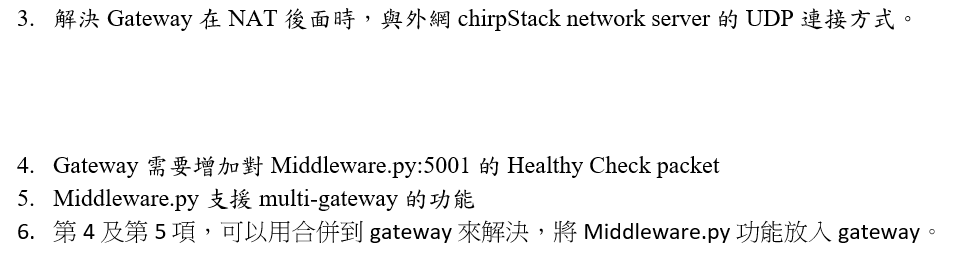 3. 解決 Gateway 在 NAT 後面時，與外網 chirpStack network server 的 UDP 連接方式。
4. Gateway 需要增加對 Middleware.py:5001 的 Healthy Check packet
5. Middleware.py 支援 multi-gateway 的功能
6. 第 4 及第 5 項，可以用合併到 gateway 來解決，將 Middleware.py 功能放入 gateway。